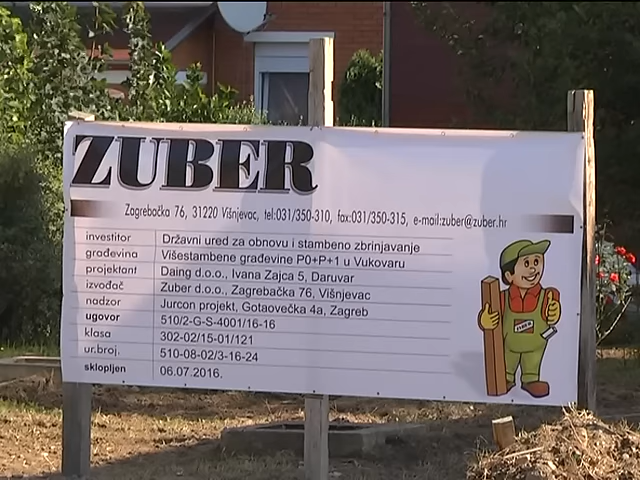 ZUBER
Zagrebačka 76, 31220 Višnjevac, tel:031/350-310, fax:031/350-315, e-mail:zuber@zuber.hr
investitor Državni ured za obnovu i stambeno zbrinjavanje
građevina Višestambene građevine P0+P+1 u Vukovaru
projektant Daing d.o.o., Ivana Zajca 5, Daruvar
izvođač Zuber d.o.o., Zagrebačka 76, Višnjevac
nadzor Jurcon projekt, Gotaovečka 4a, Zagreb
ugovor 510/2-G-S-4001/16-16
klasa 302-02/15-01/121
ur.broj. 510-08-02/3-16-24
sklopljen 06.07.2016.
ZUBER